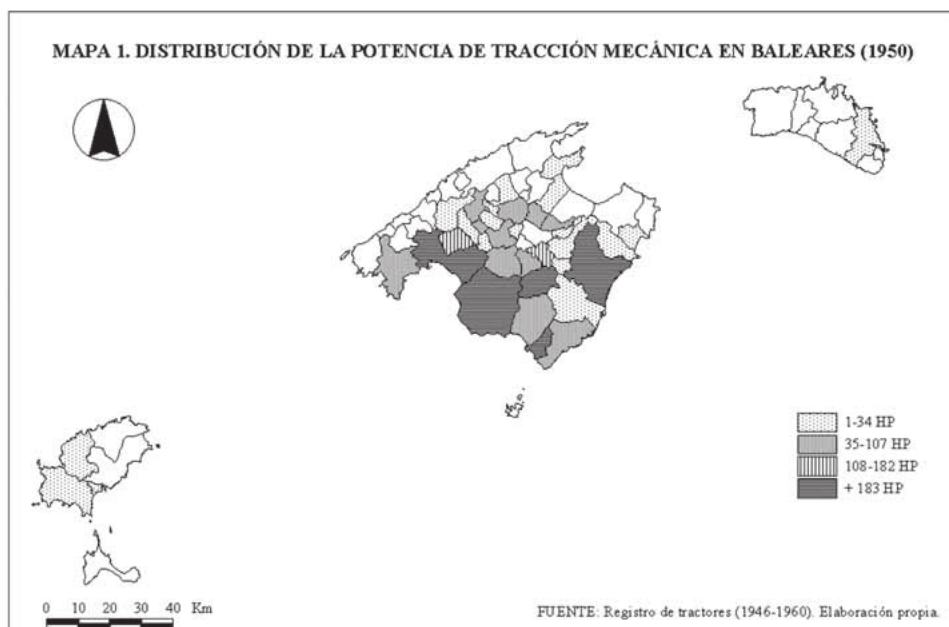 MAPA 1. DISTRIBUCIÓN DE LA POTENCIA DE TRACCIÓN MECÁNICA EN BALEARES (1950)
1-34 HP
35-107 HP
108-182 HP
+ 183 HP
0 10 20 30 40 Km
FUENTE: Registro de tractores (1946-1960). Elaboración propia.